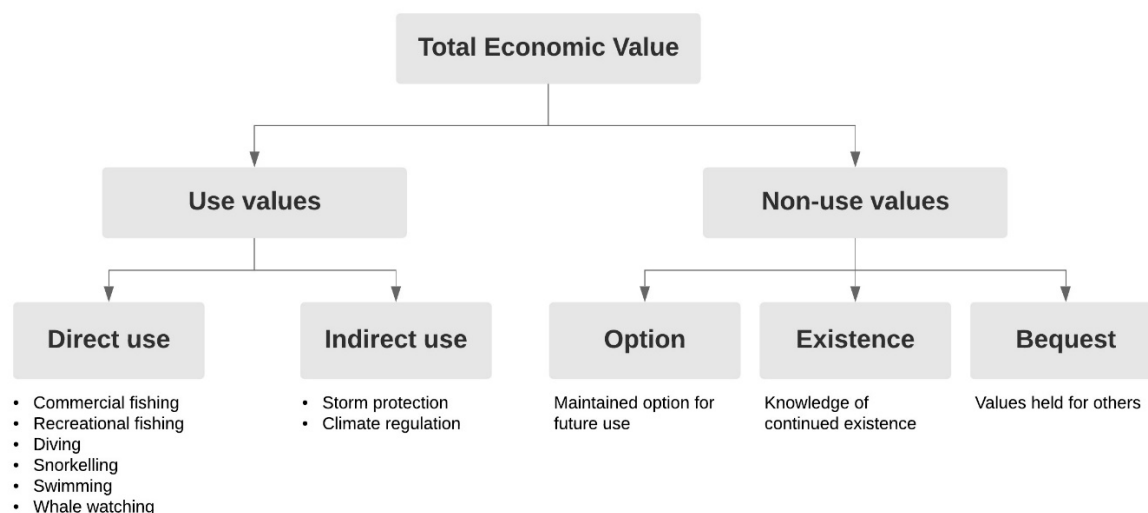 Total Economic Value
Use values
Non-use values
Direct use
Indirect use
Option
Existence
Bequest
• Commercial fishing
• Recreational fishing
• Diving
• Snorkelling
• Swimming
• Whale watching
• Storm protection
• Climate regulation
Maintained option for
future use
Knowledge of
continued existence
Values held for others